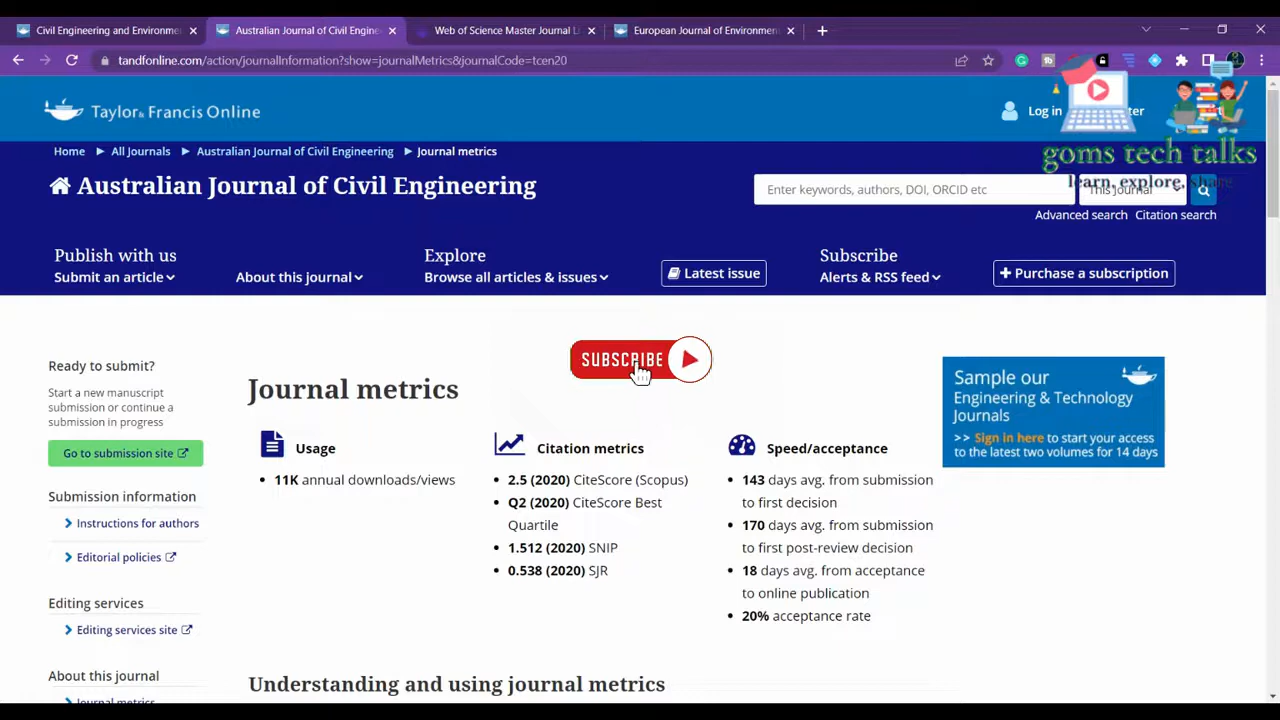 Civil Engineering and Environme
Australian Journal of Civil Engine
Web of Science Master Journal L
European Journal of Environment
tandfonline.com/action/journalInformation?show=journalMetrics&journalCode=tcen20
Taylor & Francis Online
Log in
goms tech talks
learn, explore, share
Home
All Journals
Australian Journal of Civil Engineering
Journal metrics
Australian Journal of Civil Engineering
Enter keywords, authors, DOI, ORCID etc
This Journal
Advanced search
Citation search
Publish with us
Explore
Subscribe
Submit an article
About this journal
Browse all articles & issues
Latest issue
Alerts & RSS feed
+ Purchase a subscription
SUBSCRIBE
Ready to submit?
Start a new manuscript
submission or continue a
submission in progress
Go to submission site
Submission information
Instructions for authors
Editorial policies
Editing services
Editing services site
About this journal
Journal metrics
Journal metrics
Usage
• 11K annual downloads/views
Citation metrics
• 2.5 (2020) CiteScore (Scopus)
• Q2 (2020) CiteScore Best
Quartile
• 1.512 (2020) SNIP
• 0.538 (2020) SJR
Speed/acceptance
• 143 days avg. from submission
to first decision
• 170 days avg. from submission
to first post-review decision
• 18 days avg. from acceptance
to online publication
• 20% acceptance rate
Sample our
Engineering & Technology
Journals
>> Sign in here to start your access
to the latest two volumes for 14 days
Understanding and using journal metrics